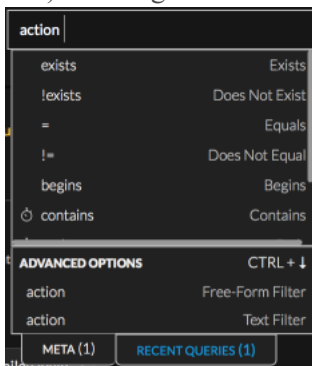 action
exists Exists
!exists Does Not Exist
= Equals
!= Does Not Equal
begins Begins
contains Contains
ADVANCED OPTIONS CTRL + ↓
action Free-Form Filter
action Text Filter
META (1) RECENT QUERIES (1)